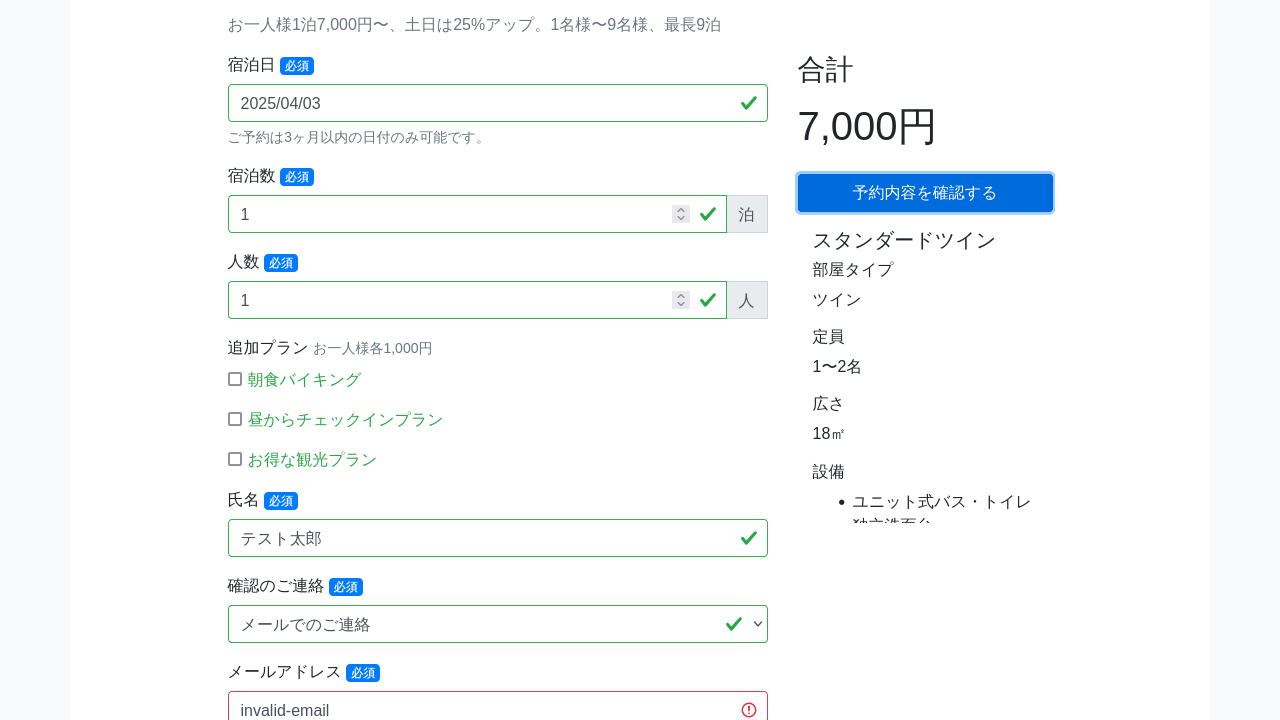 お一人様1泊7,000円〜、土日は25%アップ。1名様〜9名様、最長9泊
宿泊日 必須
2025/04/03
ご予約は3ヶ月以内の日付のみ可能です。
宿泊数 必須
1 泊
人数 必須
1 人
追加プラン お一人様各1,000円
朝食バイキング
昼からチェックインプラン
お得な観光プラン
氏名 必須
テスト太郎
確認のご連絡 必須
メールでのご連絡
メールアドレス 必須
invalid-email
合計
7,000円
予約内容を確認する
スタンダードツイン
部屋タイプ
ツイン
定員
1〜2名
広さ
18㎡
設備
ユニット式バス・トイレ